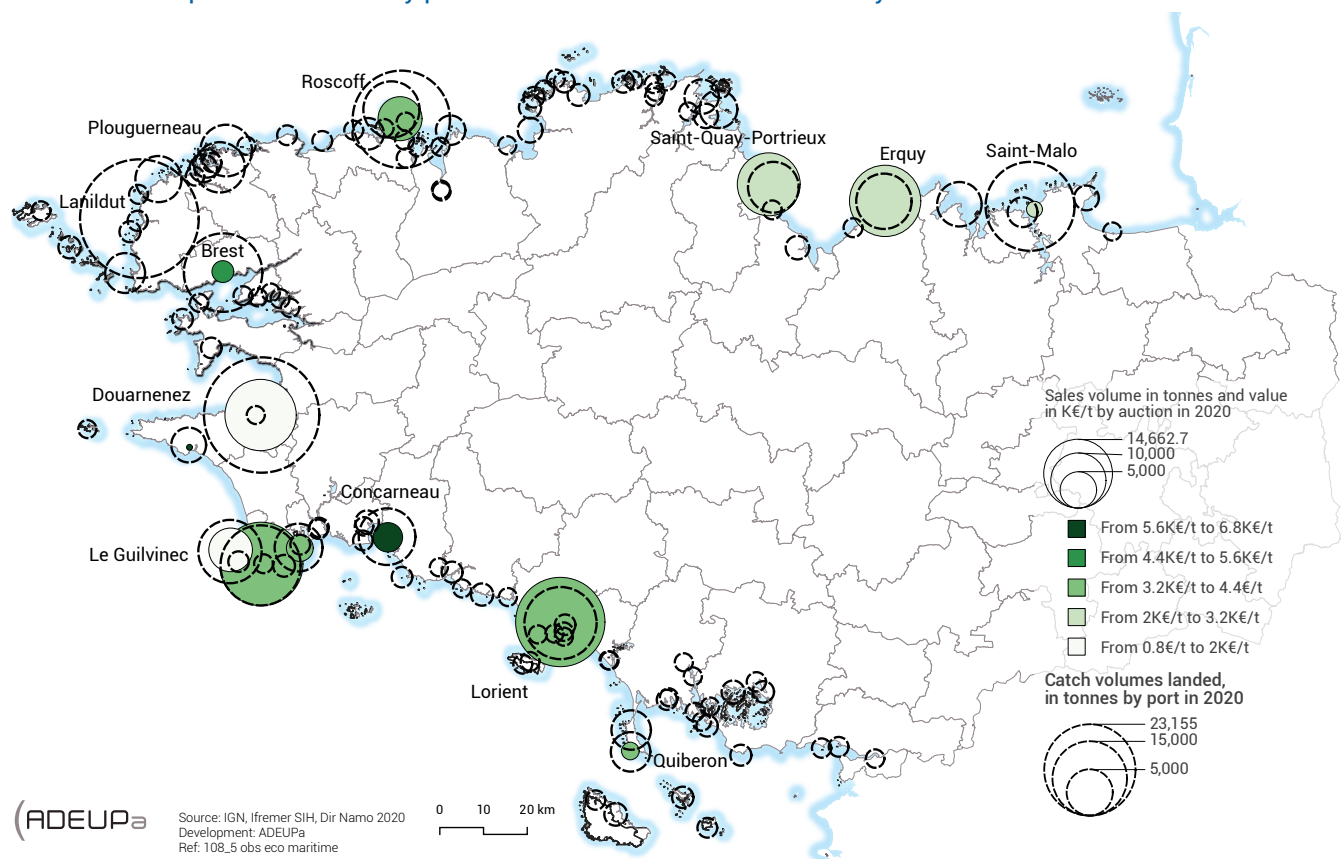 Roscoff
Plouguerneau
Saint-Quay-Portrieux
Erquy
Saint-Malo
Lanildut
Brest
Douarnenez
Concarneau
Le Guilvinec
Lorient
Quiberon
Sales volume in tonnes and value
in K€/t by auction in 2020
14,662.7
10,000
5,000
From 5.6K€/t to 6.8K€/t
From 4.4K€/t to 5.6K€/t
From 3.2K€/t to 4.4€/t
From 2K€/t to 3.2K€/t
From 0.8€/t to 2K€/t
Catch volumes landed,
in tonnes by port in 2020
23,155
15,000
5,000
(ADEUPa
Source: IGN, Ifremer SIH, Dir Namo 2020
Development: ADEUPa
Ref: 108_5 obs eco maritime
0 10 20 km